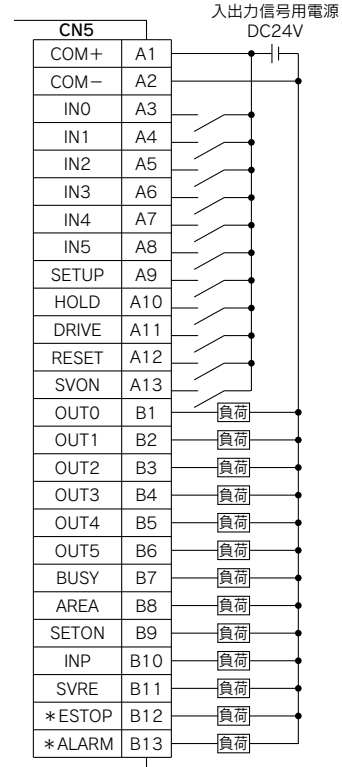 入出力信号用電源
DC24V
CN5
COM+ A1
COM− A2
IN0 A3
IN1 A4
IN2 A5
IN3 A6
IN4 A7
IN5 A8
SETUP A9
HOLD A10
DRIVE A11
RESET A12
SVON A13
OUT0 B1 負荷
OUT1 B2 負荷
OUT2 B3 負荷
OUT3 B4 負荷
OUT4 B5 負荷
OUT5 B6 負荷
BUSY B7 負荷
AREA B8 負荷
SETON B9 負荷
INP B10 負荷
SVRE B11 負荷
＊ESTOP B12 負荷
＊ALARM B13 負荷